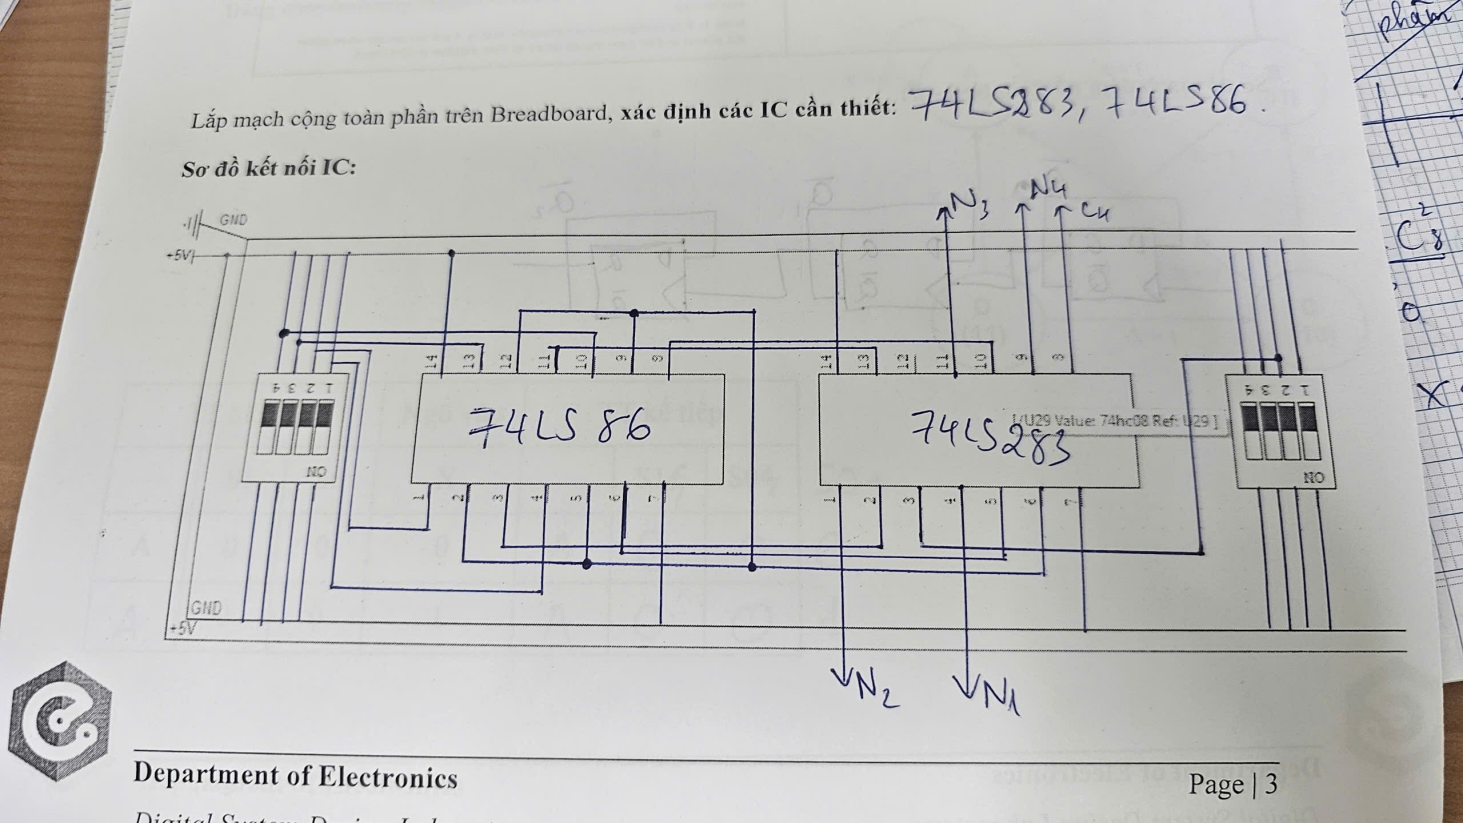 phẩm
Lắp mạch cộng toàn phần trên Breadboard, xác định các IC cần thiết: 74LS283, 74LS86.
Sơ đồ kết nối IC:
N3 N4 C4
GND
+5V
14 13 12 11 10 9 8
14 13 12 11 10 9 8
4 3 2 1
ON
74LS86
74LS283
[U29 Value: 74hc08 Ref: U29 ]
4 3 2 1
ON
1 2 3 4 5 6 7
1 2 3 4 5 6 7
GND
+5V
N2 N1
Department of Electronics
Page | 3